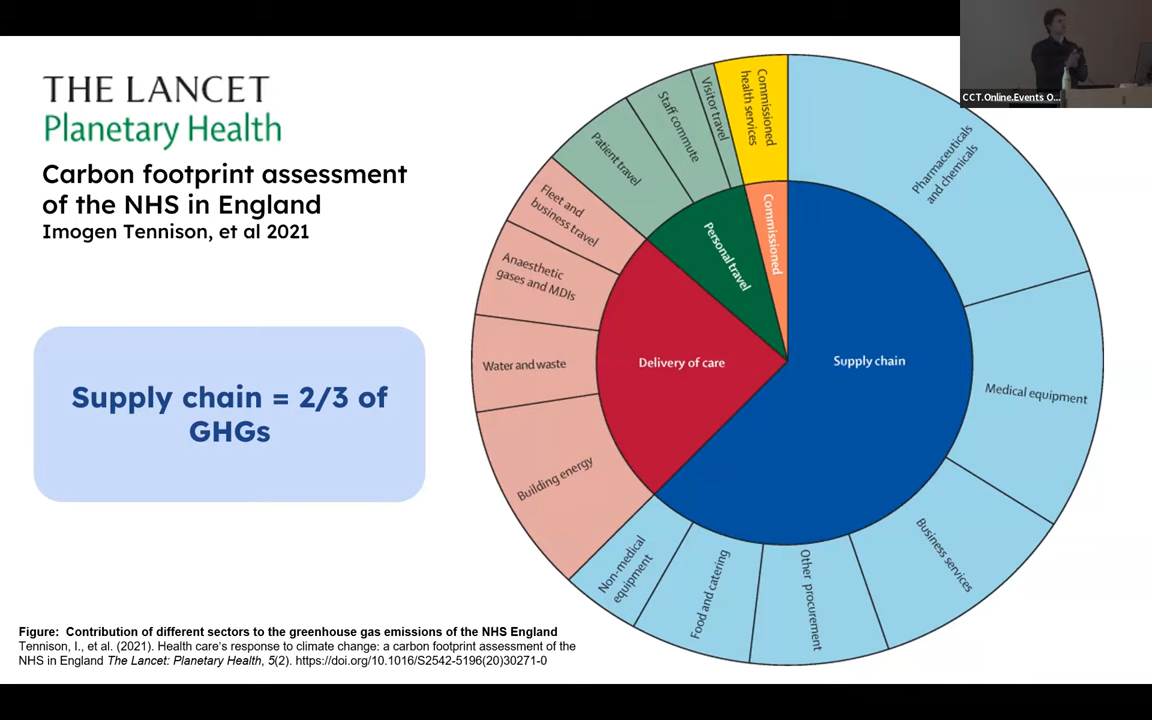 THE LANCET
Planetary Health
Carbon footprint assessment
of the NHS in England
Imogen Tennison, et al 2021
Supply chain = 2/3 of
GHGs
CCT.Online.Events O...
Commissioned
health services
Visitor travel
Staff commute
Patient travel
Fleet and
business travel
Anaesthetic
gases and MDIs
Water and waste
Building energy
Non-medical
equipment
Food and catering
Other procurement
Business services
Medical equipment
Pharmaceuticals
and chemicals
Commissioned
Personal travel
Delivery of care
Supply chain
Figure: Contribution of different sectors to the greenhouse gas emissions of the NHS England
Tennison, I., et al. (2021). Health care's response to climate change: a carbon footprint assessment of the
NHS in England The Lancet: Planetary Health, 5(2). https://doi.org/10.1016/S2542-5196(20)30271-0